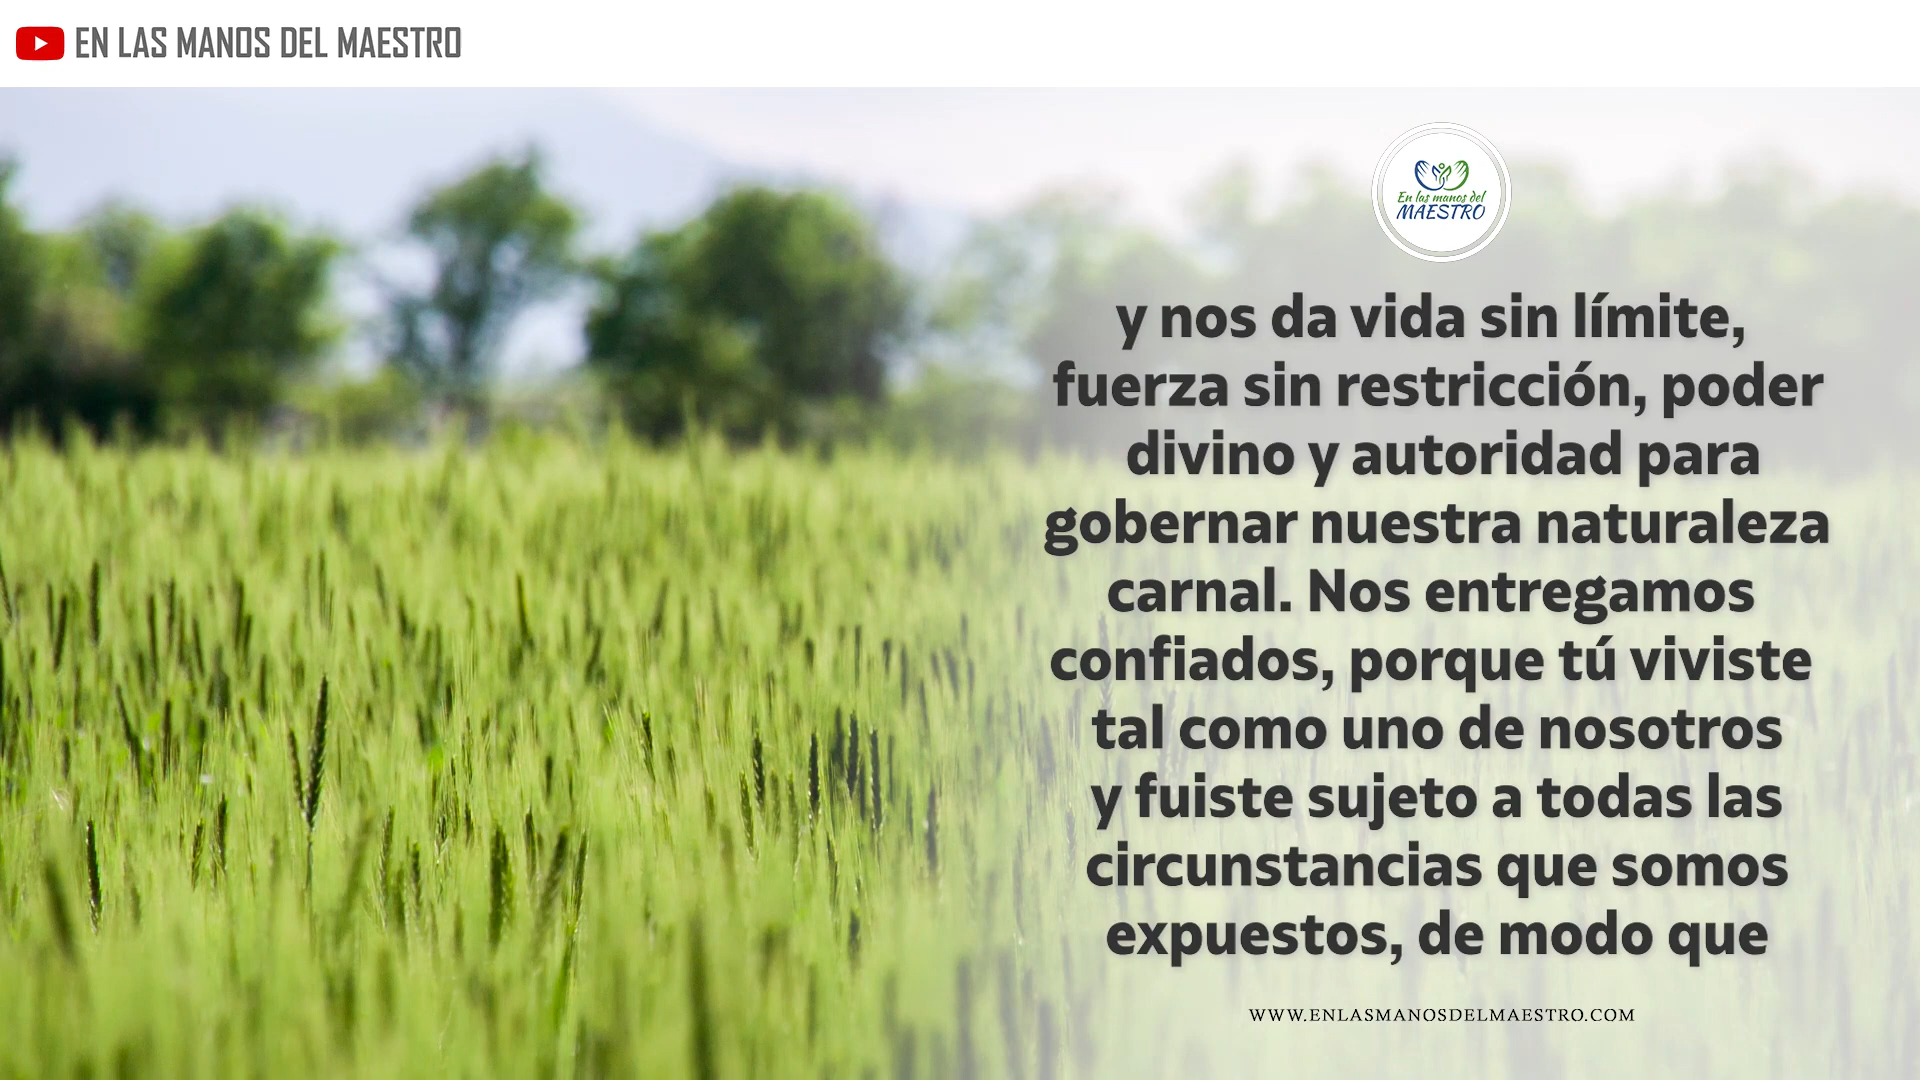 EN LAS MANOS DEL MAESTRO
En las manos del
MAESTRO
y nos da vida sin límite,
fuerza sin restricción, poder
divino y autoridad para
gobernar nuestra naturaleza
carnal. Nos entregamos
confiados, porque tú viviste
tal como uno de nosotros
y fuiste sujeto a todas las
circunstancias que somos
expuestos, de modo que
WWW.ENLASMANOSDELMAESTRO.COM